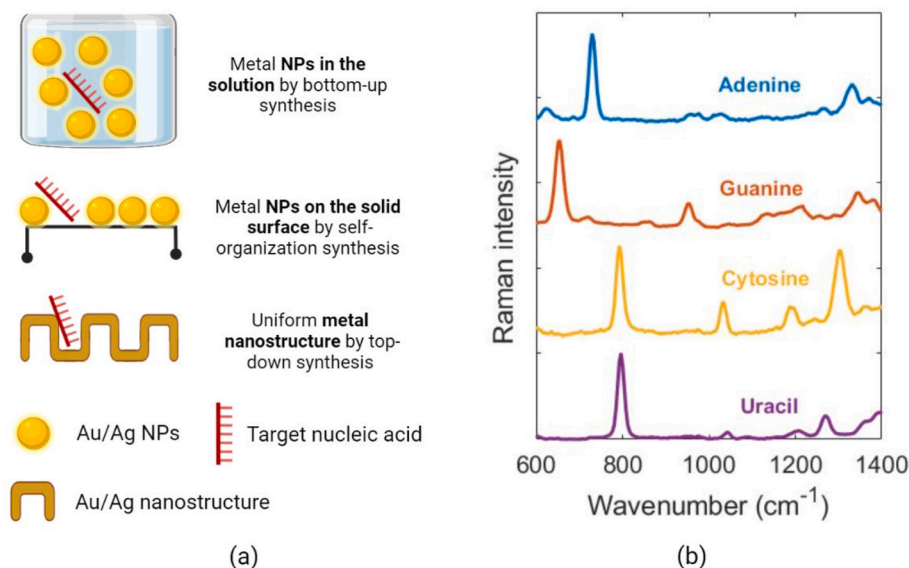 (a)
Metal NPs in the
solution by bottom-up
synthesis
Metal NPs on the solid
surface by self-
organization synthesis
Uniform metal
nanostructure by top-
down synthesis
Au/Ag NPs
Target nucleic acid
Au/Ag nanostructure
(a)
b)
Raman intensity
Adenine
Guanine
Cytosine
Uracil
600 800 1000 1200 1400
Wavenumber (cm-1)
(b)